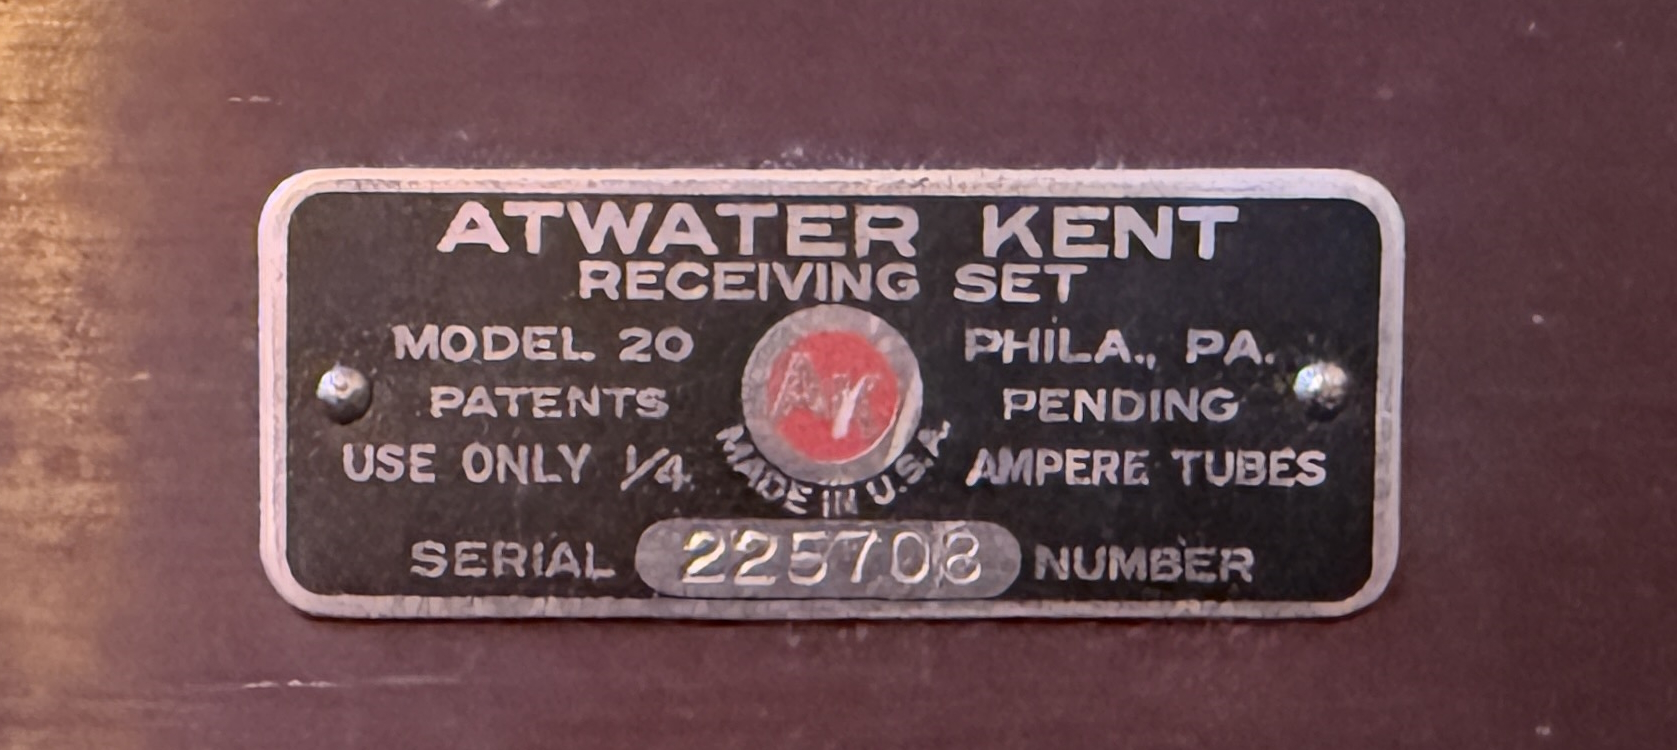 ATWATER KENT
RECEIVING SET
MODEL 20 AK PHILA., PA.
PATENTS PENDING
USE ONLY 1/4 AMPERE TUBES
MADE IN U.S.A.
SERIAL 225708 NUMBER